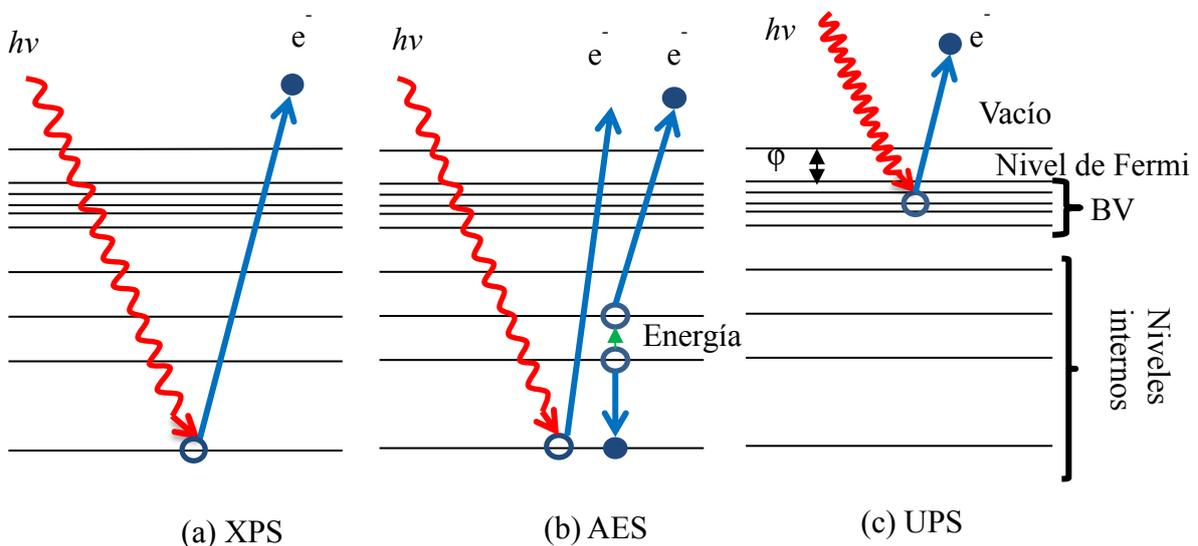 hν
e-
(a) XPS
hν
e-
e-
Energía
(b) AES
hν
e-
Vacío
φ
Nivel de Fermi
BV
Niveles
internos
(c) UPS